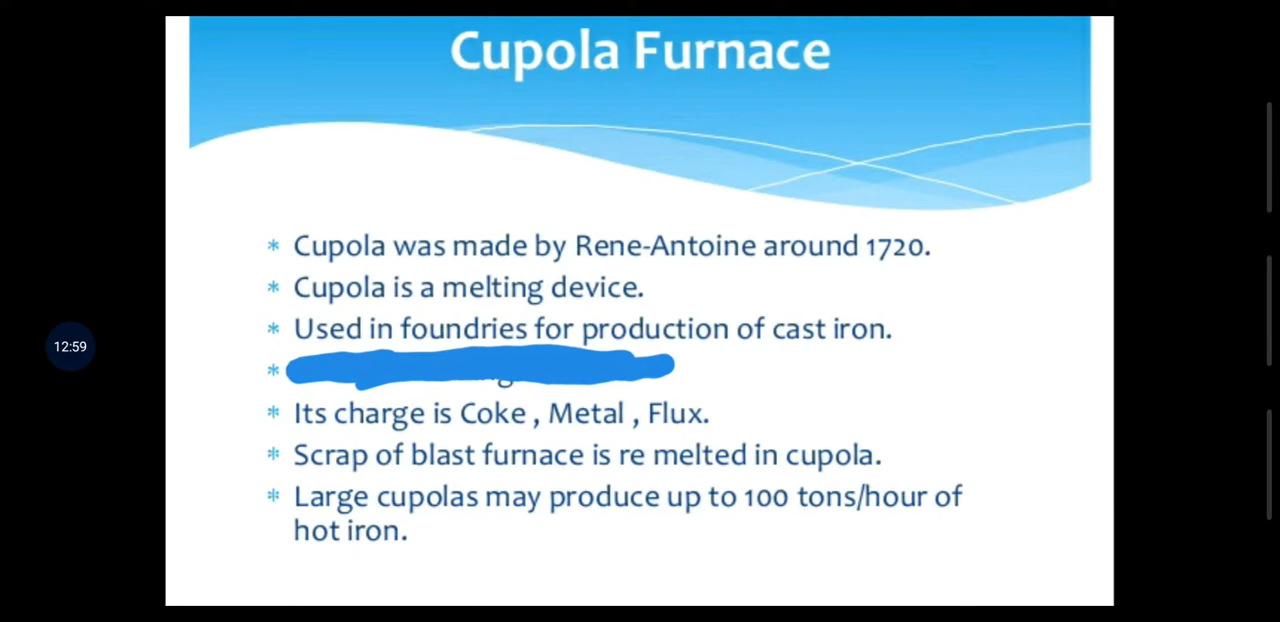 Cupola Furnace
* Cupola was made by Rene-Antoine around 1720.
* Cupola is a melting device.
* Used in foundries for production of cast iron.
*
* Its charge is Coke , Metal , Flux.
* Scrap of blast furnace is re melted in cupola.
* Large cupolas may produce up to 100 tons/hour of
hot iron.
12:59